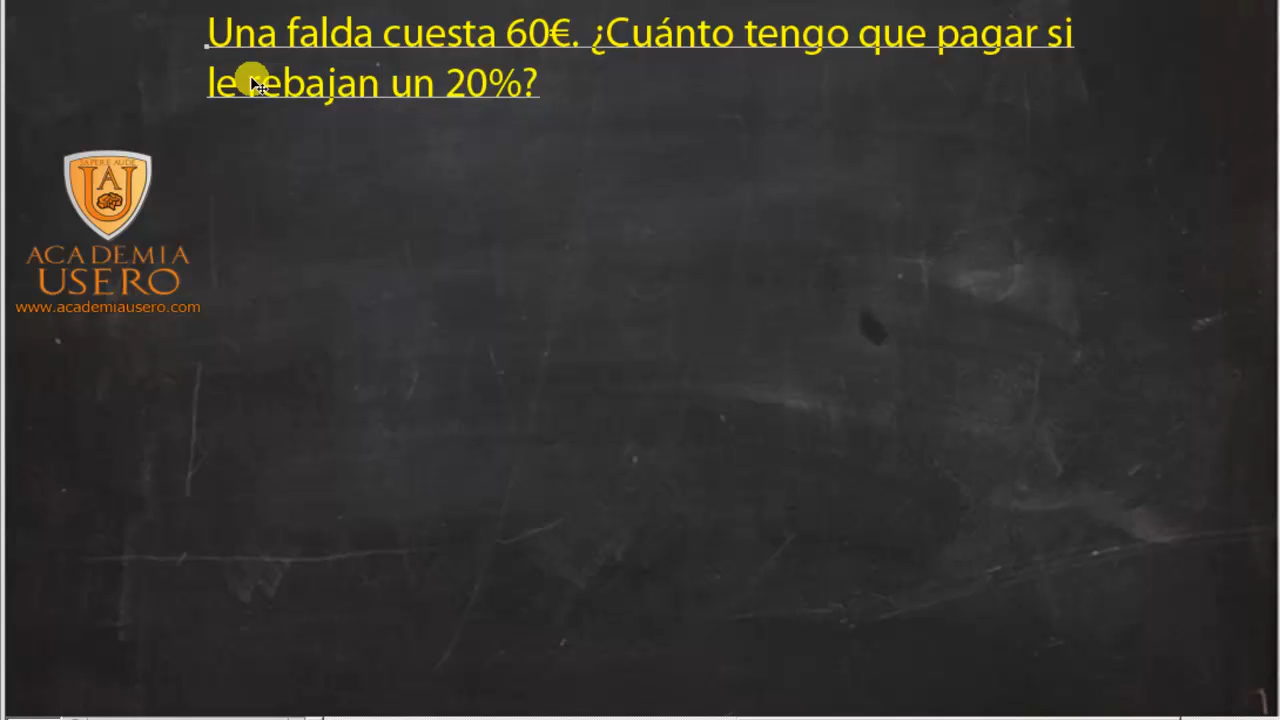 Una falda cuesta 60€. ¿Cuánto tengo que pagar si
le rebajan un 20%?
SAPERE AUDE
UA
ACADEMIA
USERO
www.academiausero.com